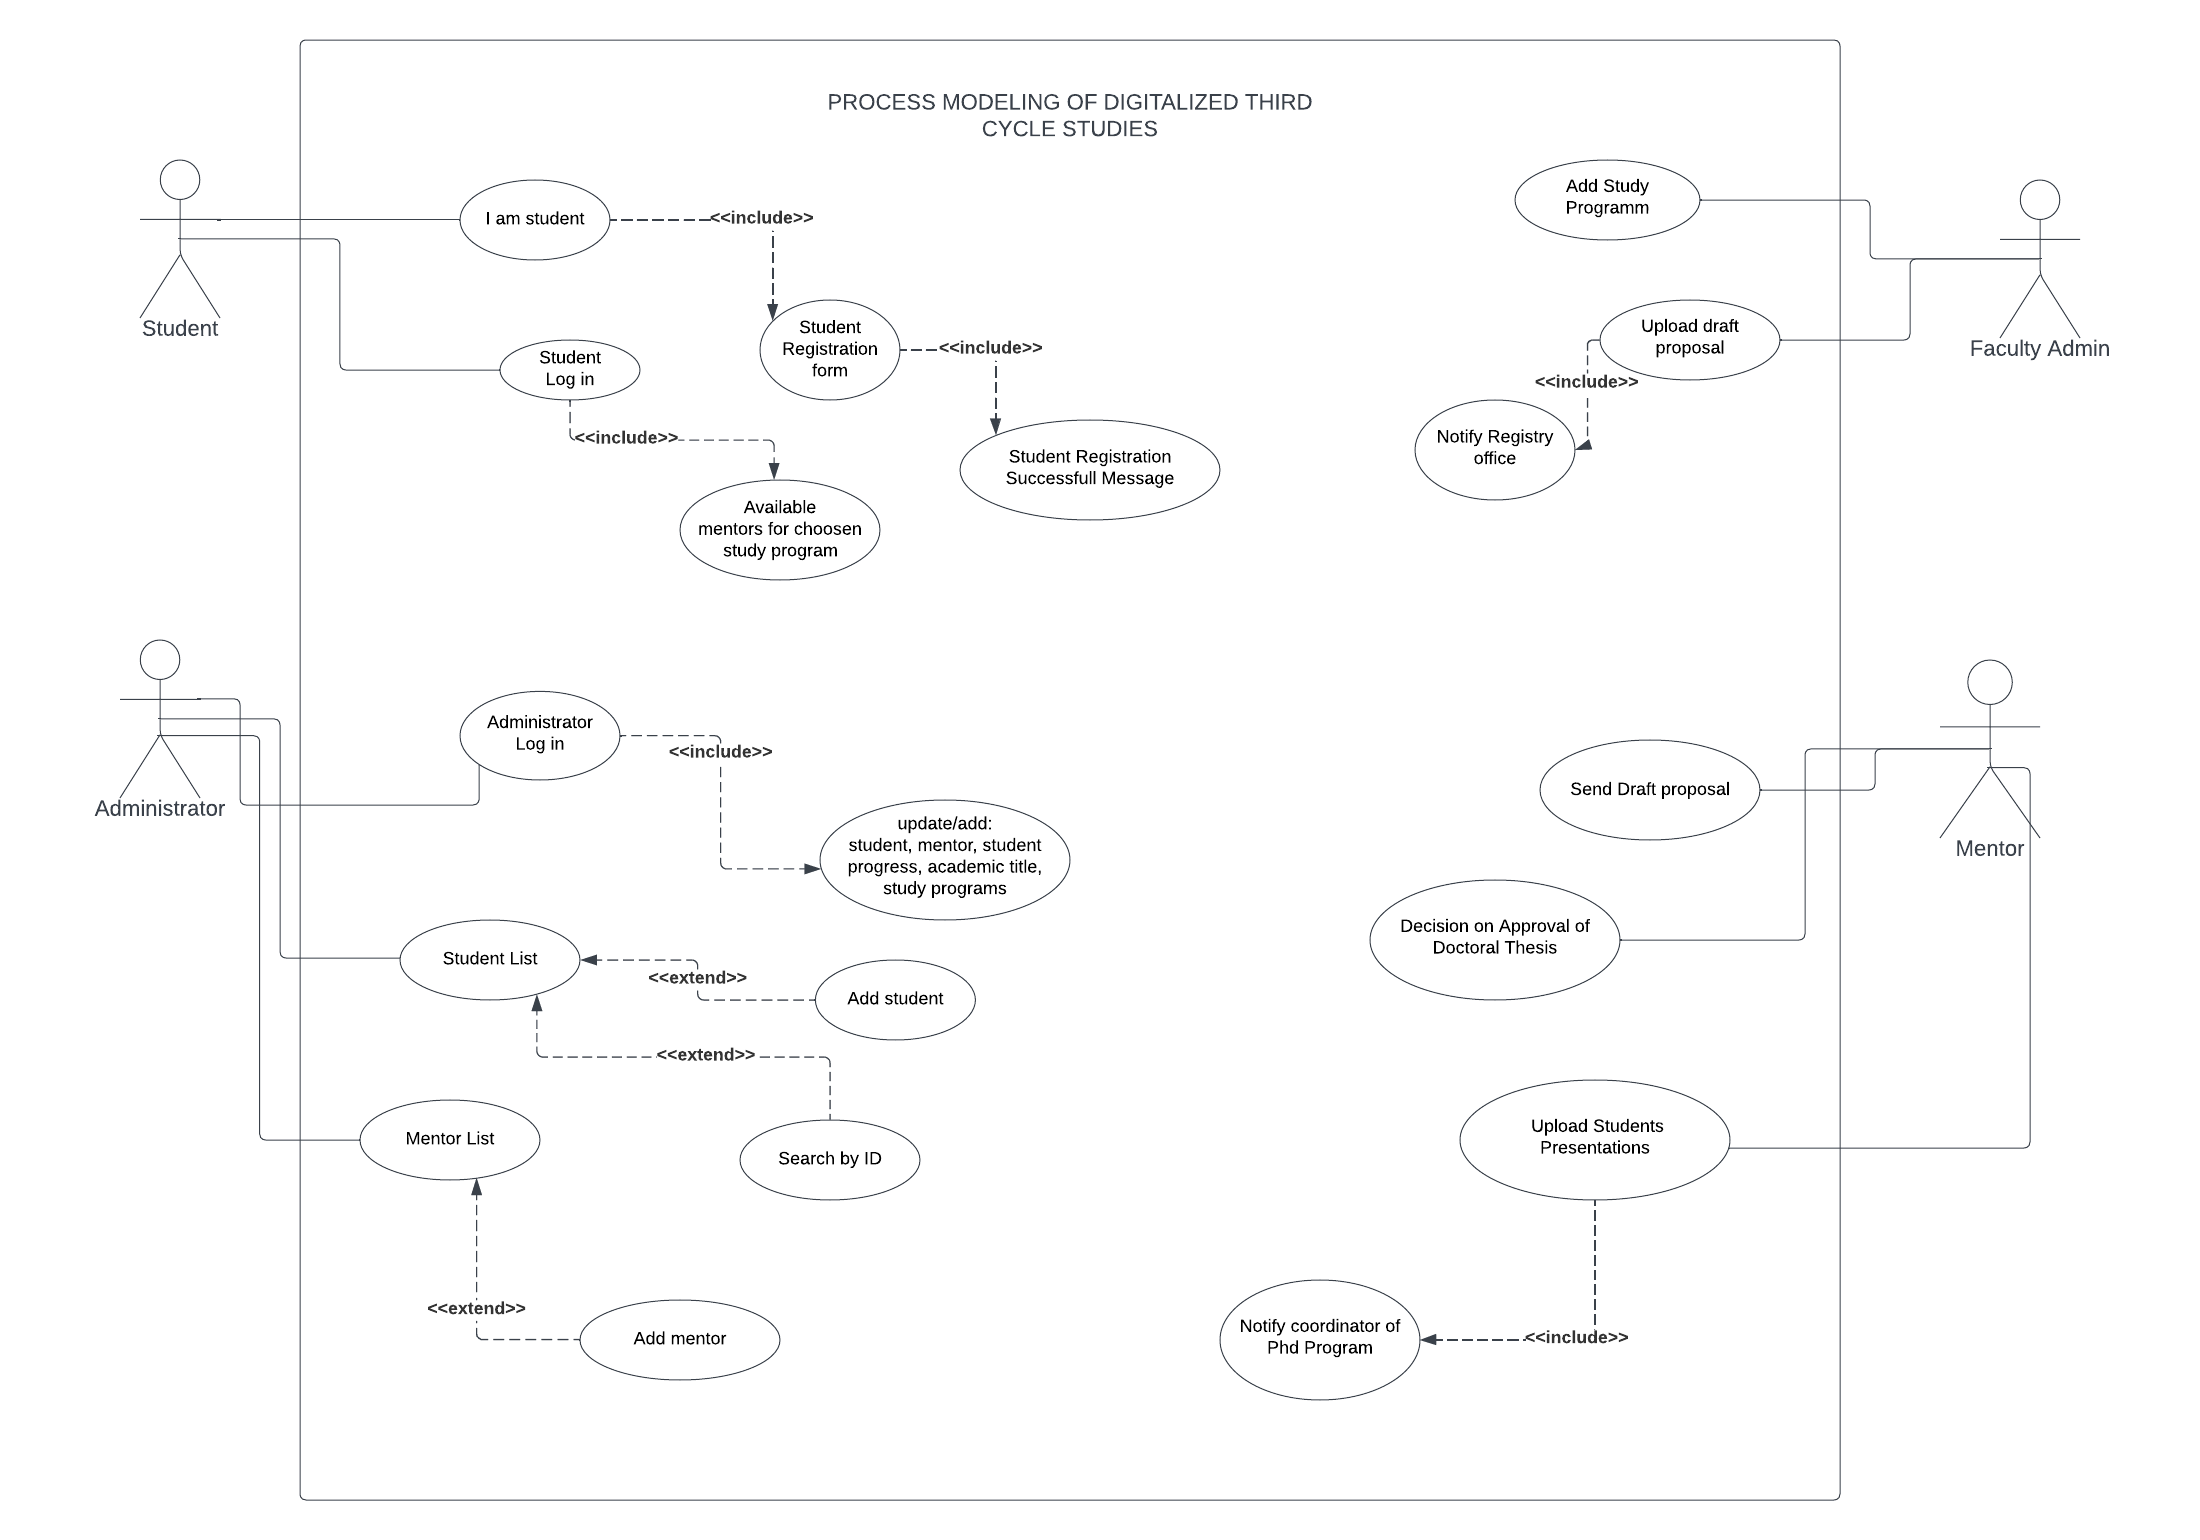 PROCESS MODELING OF DIGITALIZED THIRD
CYCLE STUDIES
Student
I am student
<<include>>
Student
Registration
form
<<include>>
Student Registration
Successfull Message
Student
Log in
<<include>>
Available
mentors for choosen
study program
Add Study
Programm
Faculty Admin
Upload draft
proposal
<<include>>
Notify Registry
office
Administrator
Administrator
Log in
<<include>>
update/add:
student, mentor, student
progress, academic title,
study programs
Student List
<<extend>>
Add student
<<extend>>
Search by ID
Mentor List
<<extend>>
Add mentor
Mentor
Send Draft proposal
Decision on Approval of
Doctoral Thesis
Upload Students
Presentations
<<include>>
Notify coordinator of
Phd Program